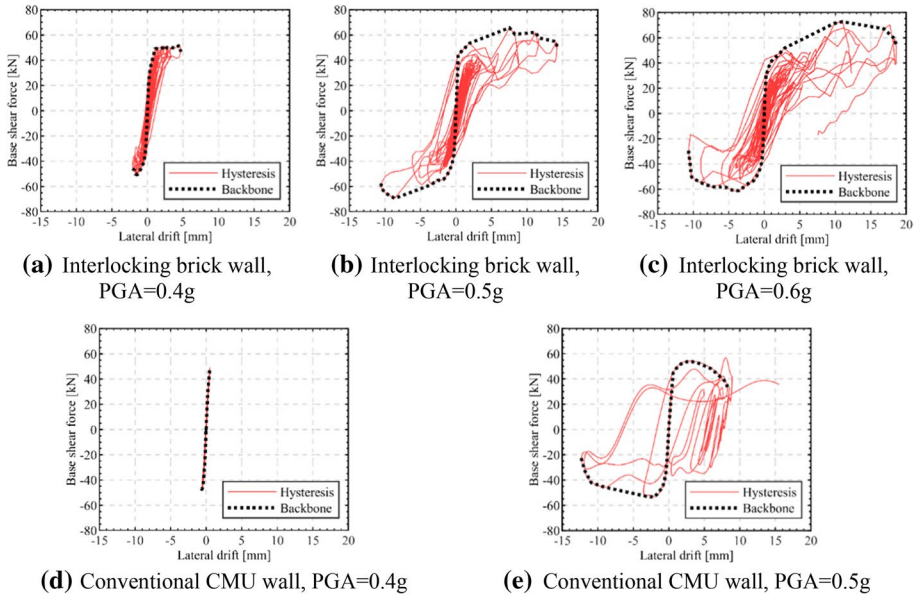 80
60
40
20
0
-20
-40
-60
-80
Base shear force [kN]
Hysteresis
Backbone
-15 -10 -5 0 5 10 15 20
Lateral drift [mm]
(a) Interlocking brick wall,
PGA=0.4g
80
60
40
20
0
-20
-40
-60
-80
Base shear force [kN]
Hysteresis
Backbone
-15 -10 -5 0 5 10 15 20
Lateral drift [mm]
(b) Interlocking brick wall,
PGA=0.5g
80
60
40
20
0
-20
-40
-60
-80
Base shear force [kN]
Hysteresis
Backbone
-15 -10 -5 0 5 10 15 20
Lateral drift [mm]
(c) Interlocking brick wall,
PGA=0.6g
80
60
40
20
0
-20
-40
-60
-80
Base shear force [kN]
Hysteresis
Backbone
-15 -10 -5 0 5 10 15 20
Lateral drift [mm]
(d) Conventional CMU wall, PGA=0.4g
80
60
40
20
0
-20
-40
-60
-80
Base shear force [kN]
Hysteresis
Backbone
-15 -10 -5 0 5 10 15 20
Lateral drift [mm]
(e) Conventional CMU wall, PGA=0.5g